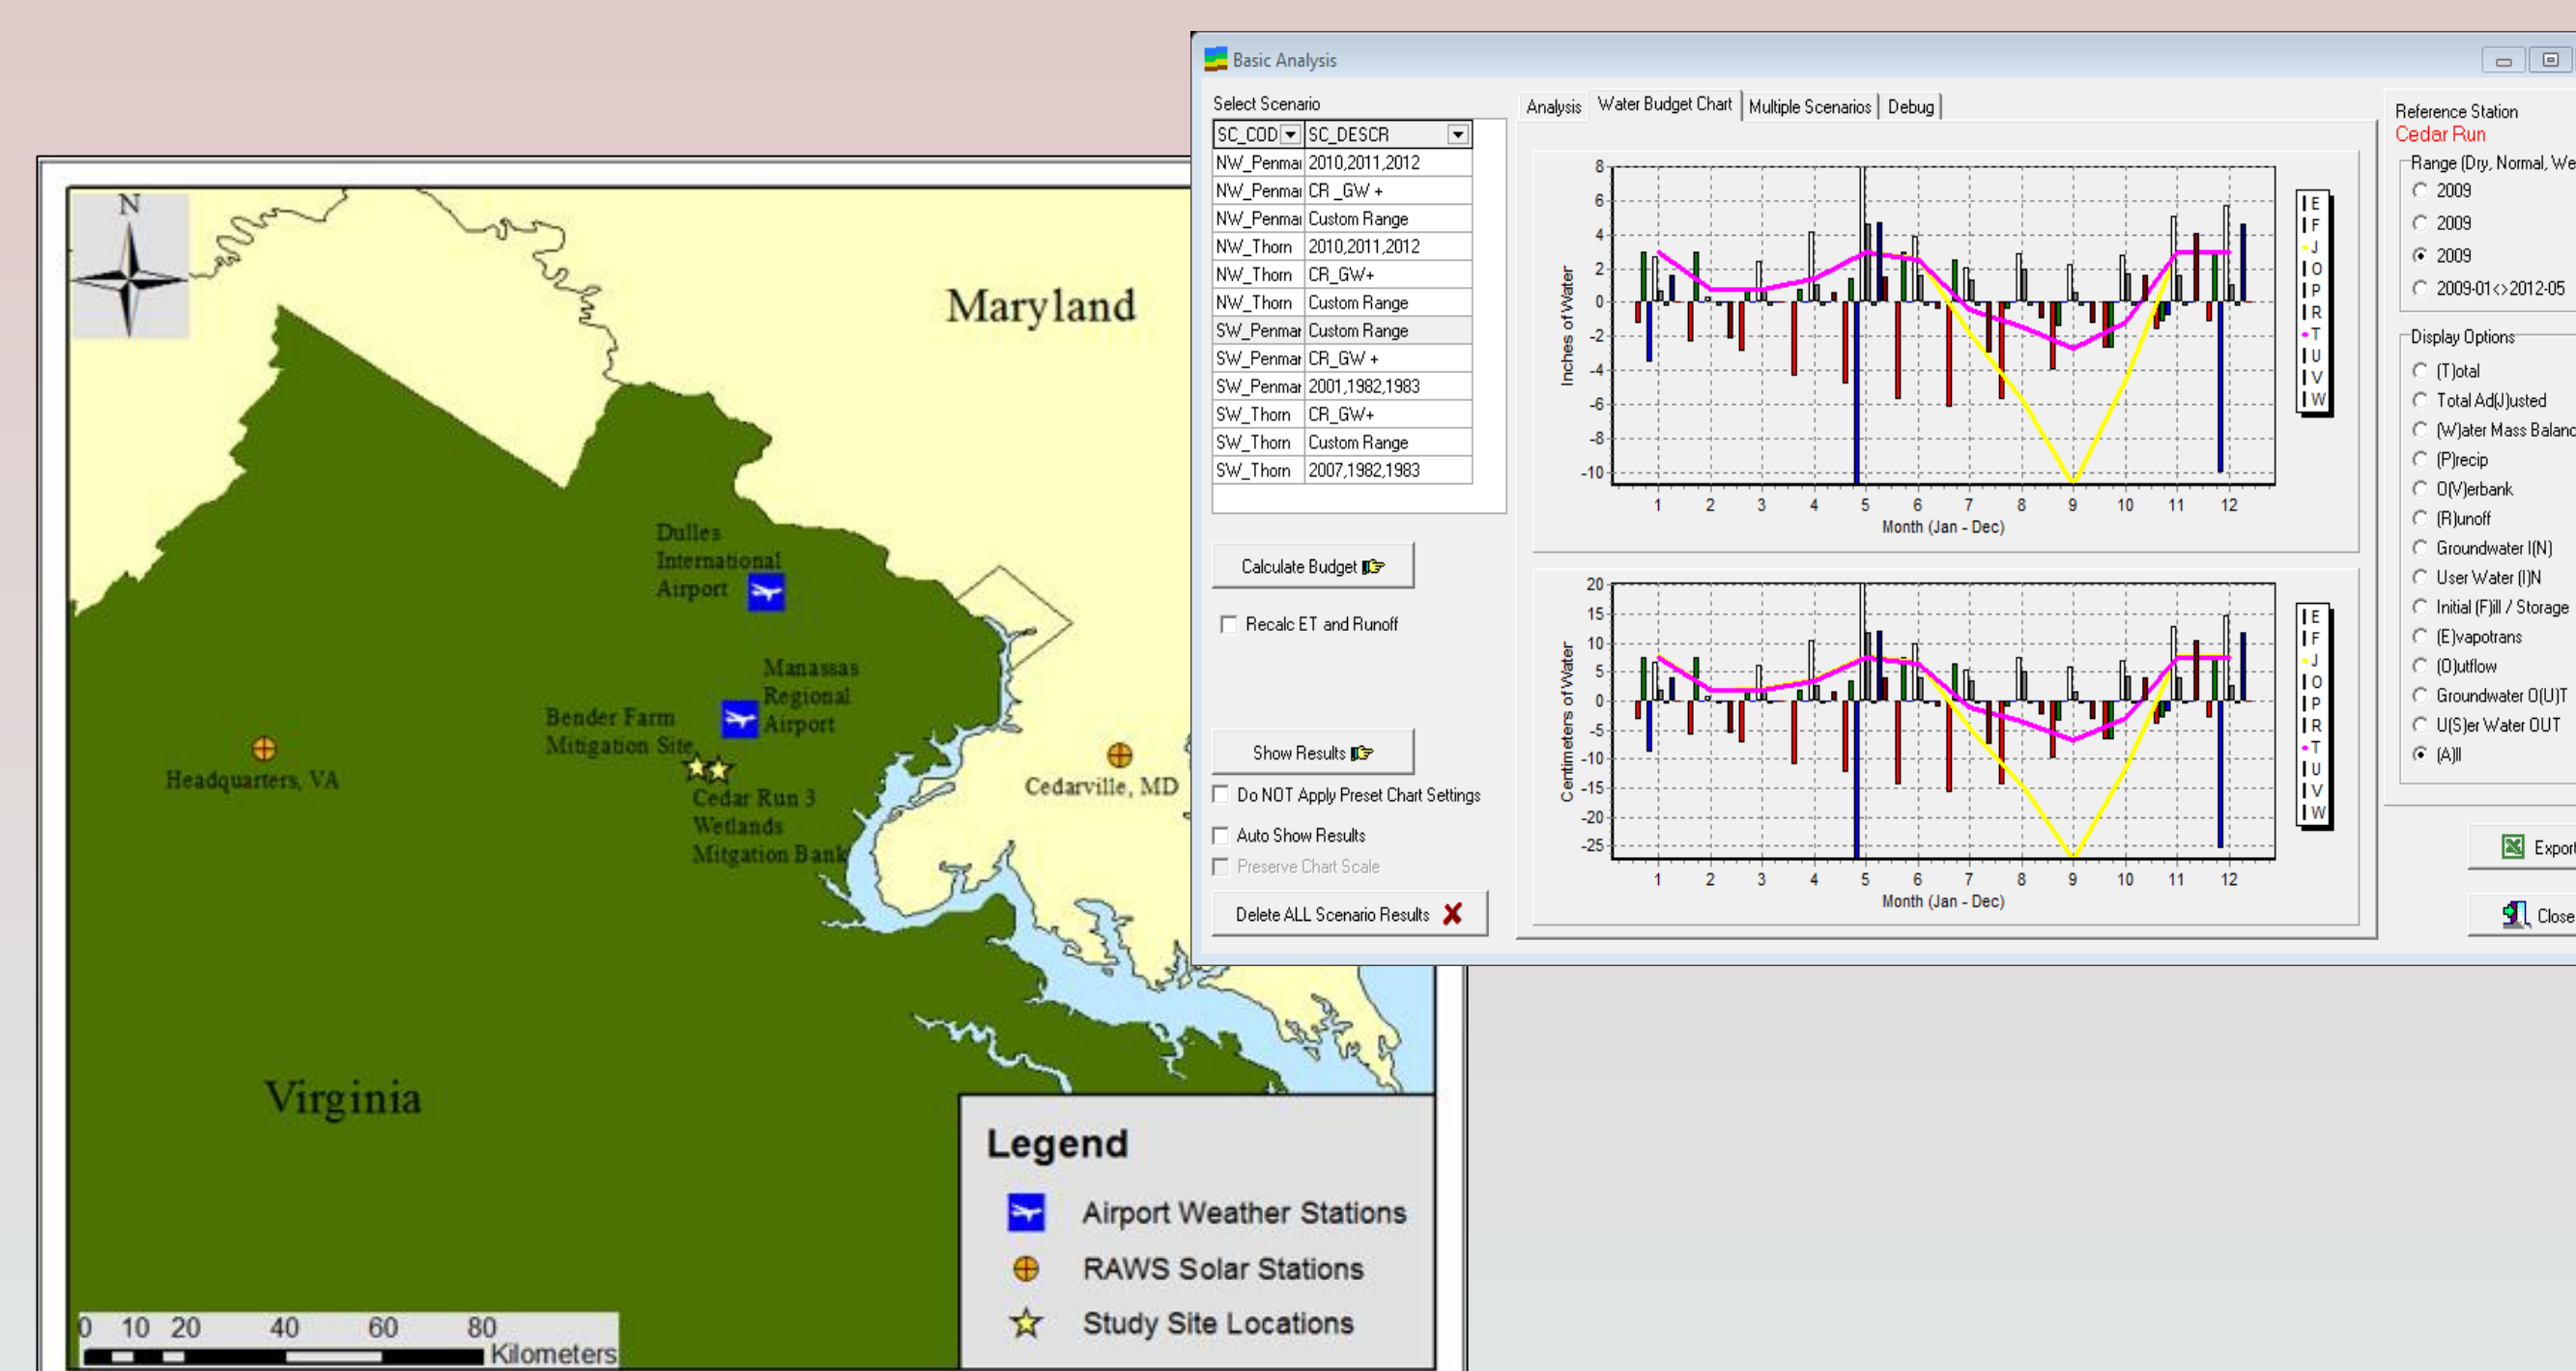 N
Maryland
Dulles
International
Airport
Manassas
Regional
Airport
Bender Farm
Mitigation Site
Headquarters, VA
Cedarville, MD
Cedar Run 3
Wetlands
Mitgation Bank
Virginia
Legend
Airport Weather Stations
RAWS Solar Stations
Study Site Locations
0 10 20 40 60 80
Kilometers
Basic Analysis
Select Scenario
SC_COD SC_DESCR
NW_Penmar 2010,2011,2012
NW_Penmar CR _GW +
NW_Penmar Custom Range
NW_Thorn 2010,2011,2012
NW_Thorn CR_GW+
NW_Thorn Custom Range
SW_Penmar Custom Range
SW_Penmar CR_GW +
SW_Penmar 2001,1982,1983
SW_Thorn CR_GW+
SW_Thorn Custom Range
SW_Thorn 2007,1982,1983
Calculate Budget
Recalc ET and Runoff
Show Results
Do NOT Apply Preset Chart Settings
Auto Show Results
Preserve Chart Scale
Delete ALL Scenario Results
Analysis Water Budget Chart Multiple Scenarios Debug
Inches of Water
8
6
4
2
0
-2
-4
-6
-8
-10
1 2 3 4 5 6 7 8 9 10 11 12
Month (Jan - Dec)
E
F
J
O
P
R
T
U
V
W
Centimeters of Water
20
15
10
5
0
-5
-10
-15
-20
-25
1 2 3 4 5 6 7 8 9 10 11 12
Month (Jan - Dec)
E
F
J
O
P
R
T
U
V
W
Reference Station
Cedar Run
Range (Dry, Normal, We
2009
2009
2009
2009-01<>2012-05
Display Options
(T)otal
Total Ad(J)usted
(W)ater Mass Balanc
(P)recip
O(V)erbank
(R)unoff
Groundwater I(N)
User Water (I)N
Initial (F)ill / Storage
(E)vapotrans
(O)utflow
Groundwater O(U)T
U(S)er Water OUT
(A)ll
Export
Close